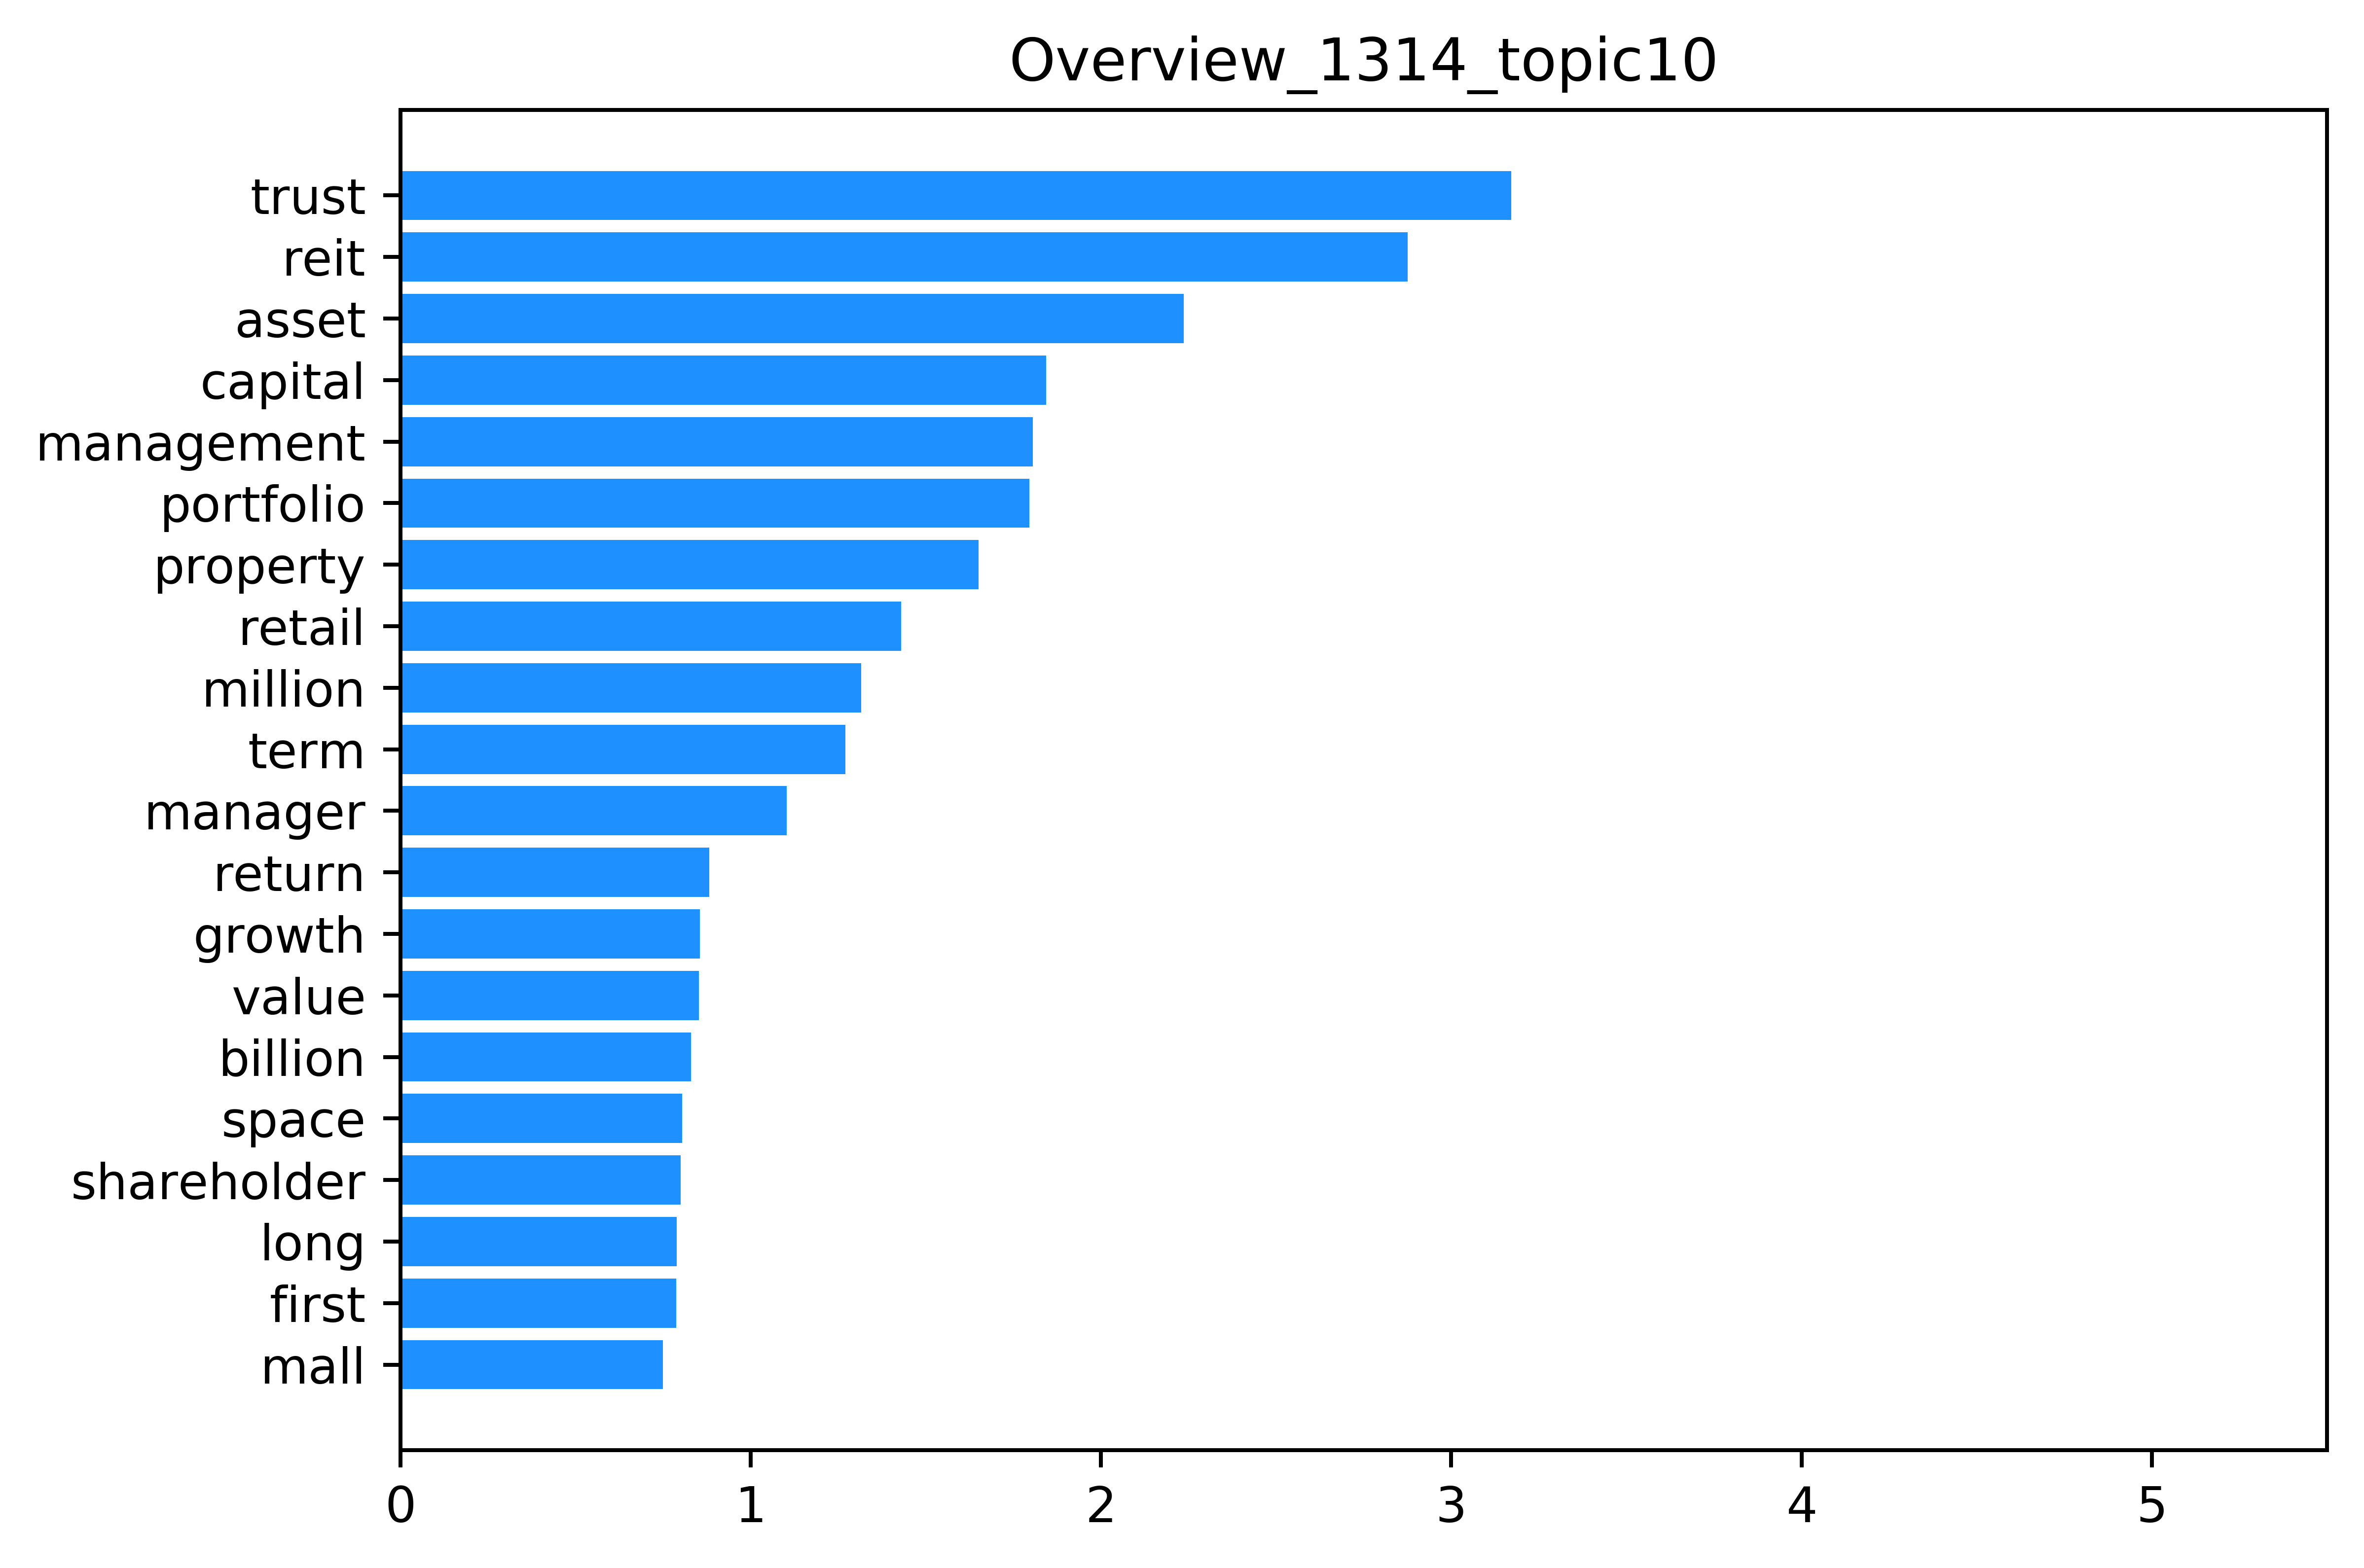 Overview_1314_topic10
trust
reit
asset
capital
management
portfolio
property
retail
million
term
manager
return
growth
value
billion
space
shareholder
long
first
mall
0 1 2 3 4 5